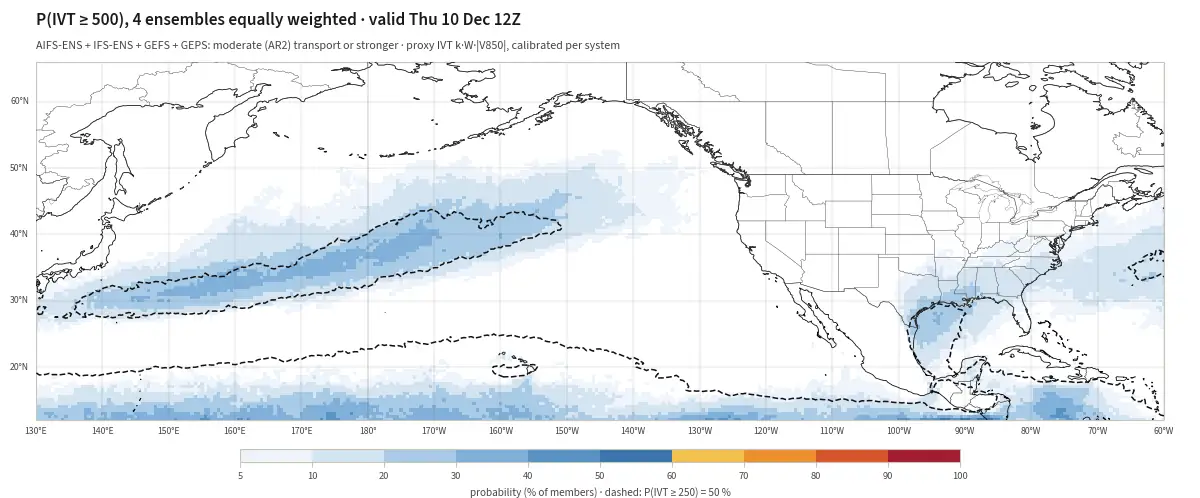 P(IVT ≥ 500), 4 ensembles equally weighted · valid Thu 10 Dec 12Z
AIFS-ENS + IFS-ENS + GEFS + GEPS: moderate (AR2) transport or stronger · proxy IVT k·W·|V850|, calibrated per system
60°N
50°N
40°N
30°N
20°N
130°E 140°E 150°E 160°E 170°E 180° 170°W 160°W 150°W 140°W 130°W 120°W 110°W 100°W 90°W 80°W 70°W 60°W
5 10 20 30 40 50 60 70 80 90 100
probability (% of members) · dashed: P(IVT ≥ 250) = 50 %